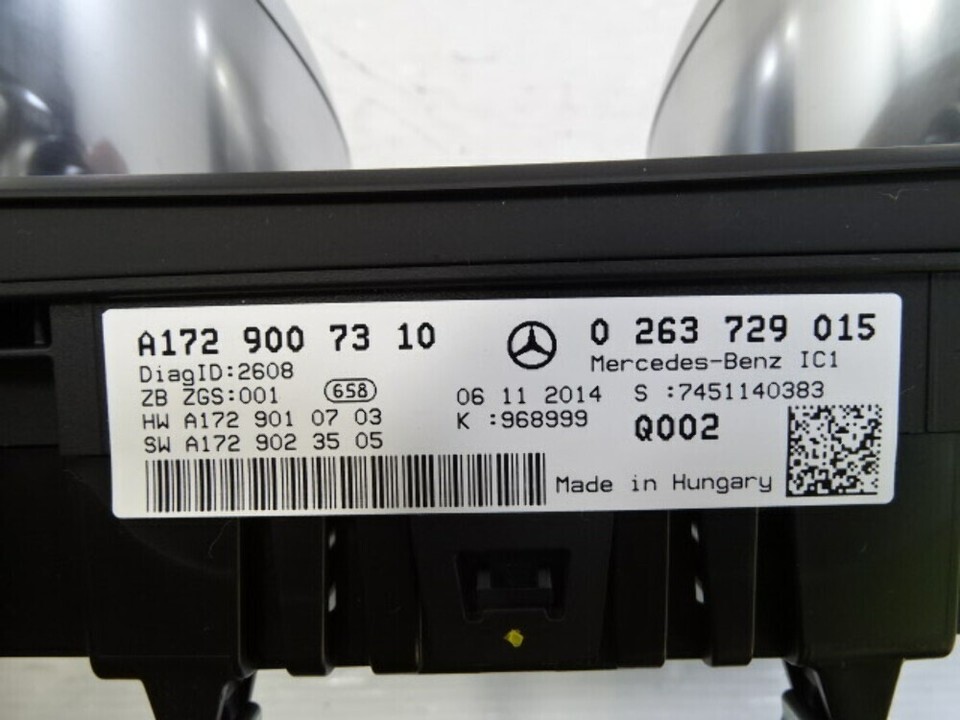 A172 900 73 10 0 263 729 015
DiagID:2608 Mercedes-Benz IC1
ZB ZGS:001 658 06 11 2014 S :7451140383
HW A172 901 07 03 K :968999 Q002
SW A172 902 35 05
Made in Hungary